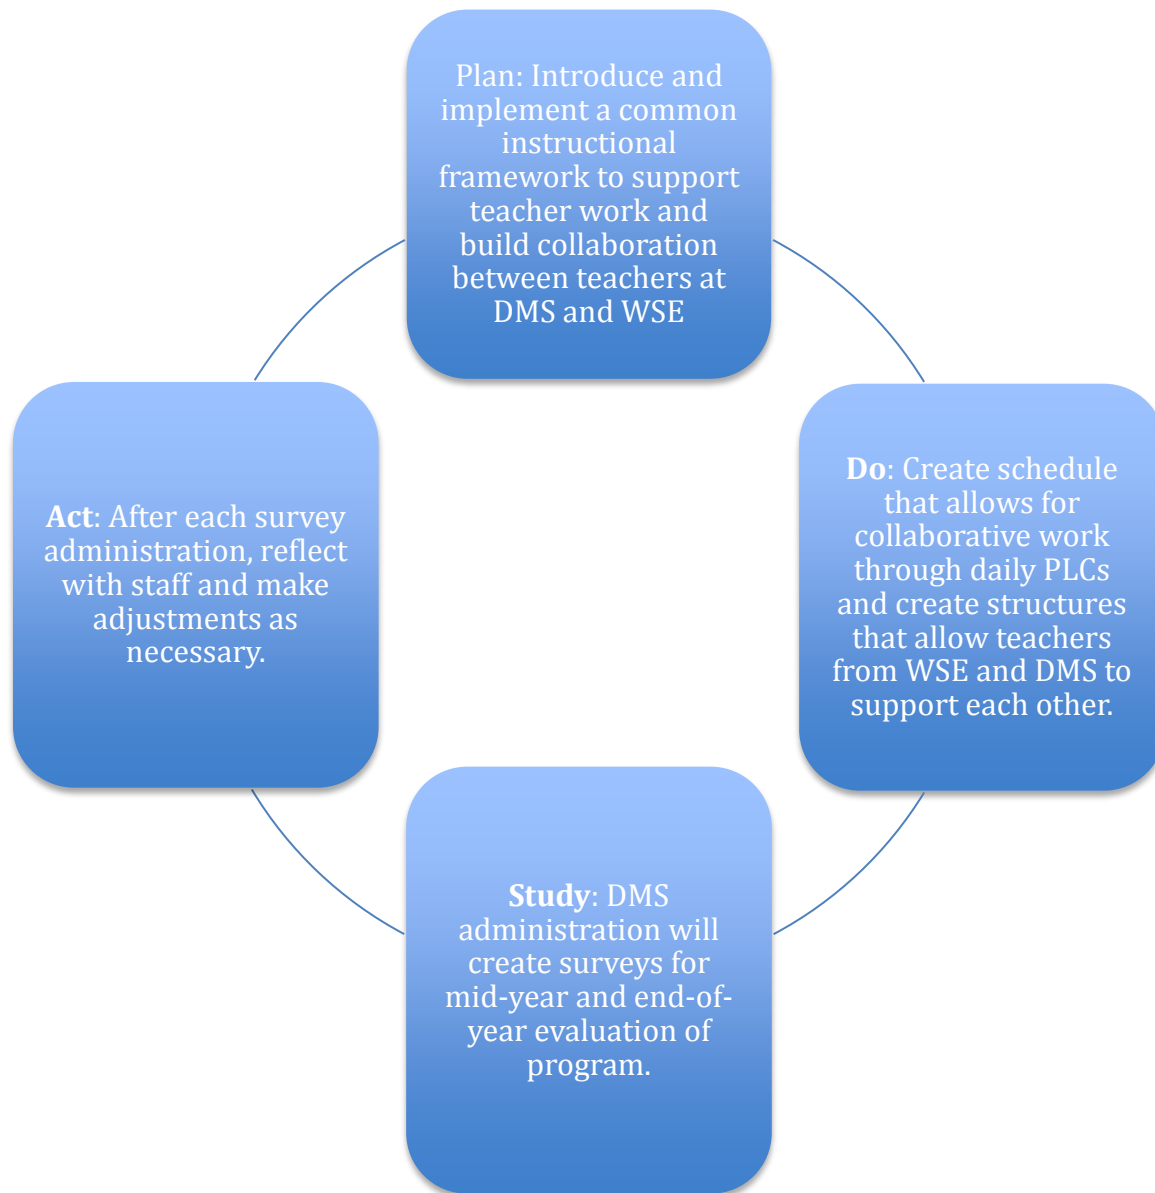 Plan: Introduce and
implement a common
instructional
framework to support
teacher work and
build collaboration
between teachers at
DMS and WSE
Do: Create schedule
that allows for
collaborative work
through daily PLCs
and create structures
that allow teachers
from WSE and DMS to
support each other.
Study: DMS
administration will
create surveys for
mid-year and end-of-
year evaluation of
program.
Act: After each survey
administration, reflect
with staff and make
adjustments as
necessary.